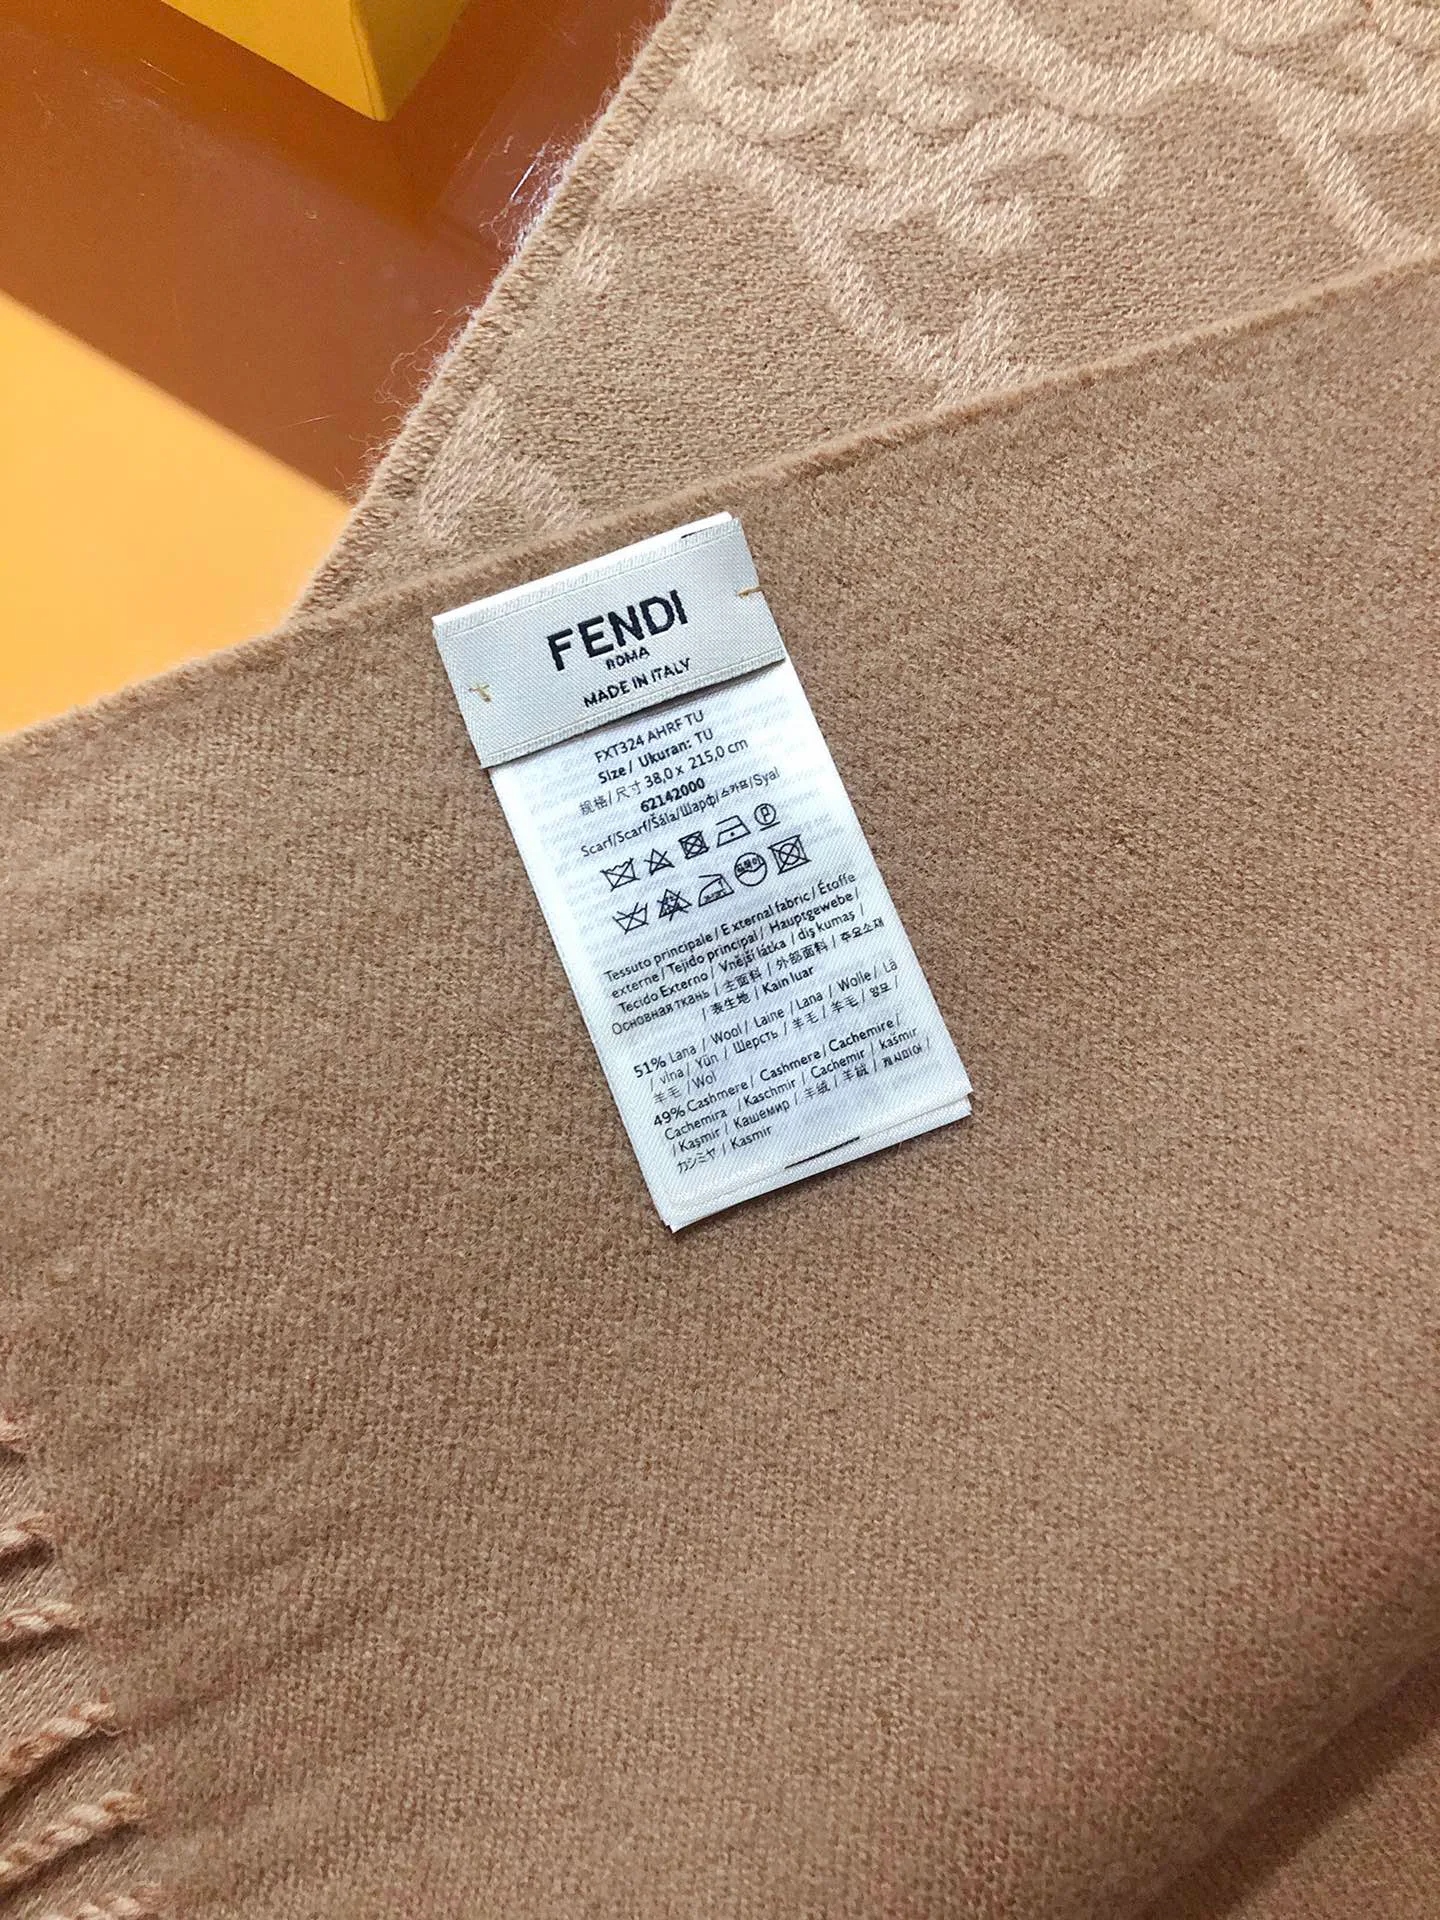 FENDI
ROMA
MADE IN ITALY
FXT324 AHRF TU
Size / Ukuran: TU
规格/尺寸 38,0 x 215,0 cm
62142000
Scarf/Scarf/Šála/Шарф/스카프/Syal
P
드라이
Tessuto principale / External fabric / Étoffe
externe / Tejido principal / Hauptgewebe /
Tecido Externo / Vnější látka / dış kumaş /
Основная ткань / 主面料 / 外部面料 / 주요소재
/ 表生地 / Kain luar
51% Lana / Wool / Laine / Lana / Wolle / Lã
/ vlna / Yün / Шерсть / 羊毛 / 羊毛 / 양모 /
羊毛 / Wol
49% Cashmere / Cashmere / Cachemire /
Cachemira / Kaschmir / Cachemir / kašmír
/ Kaşmir / Кашемир / 羊绒 / 羊絨 / 캐시미어 /
カシミヤ / Kasmir